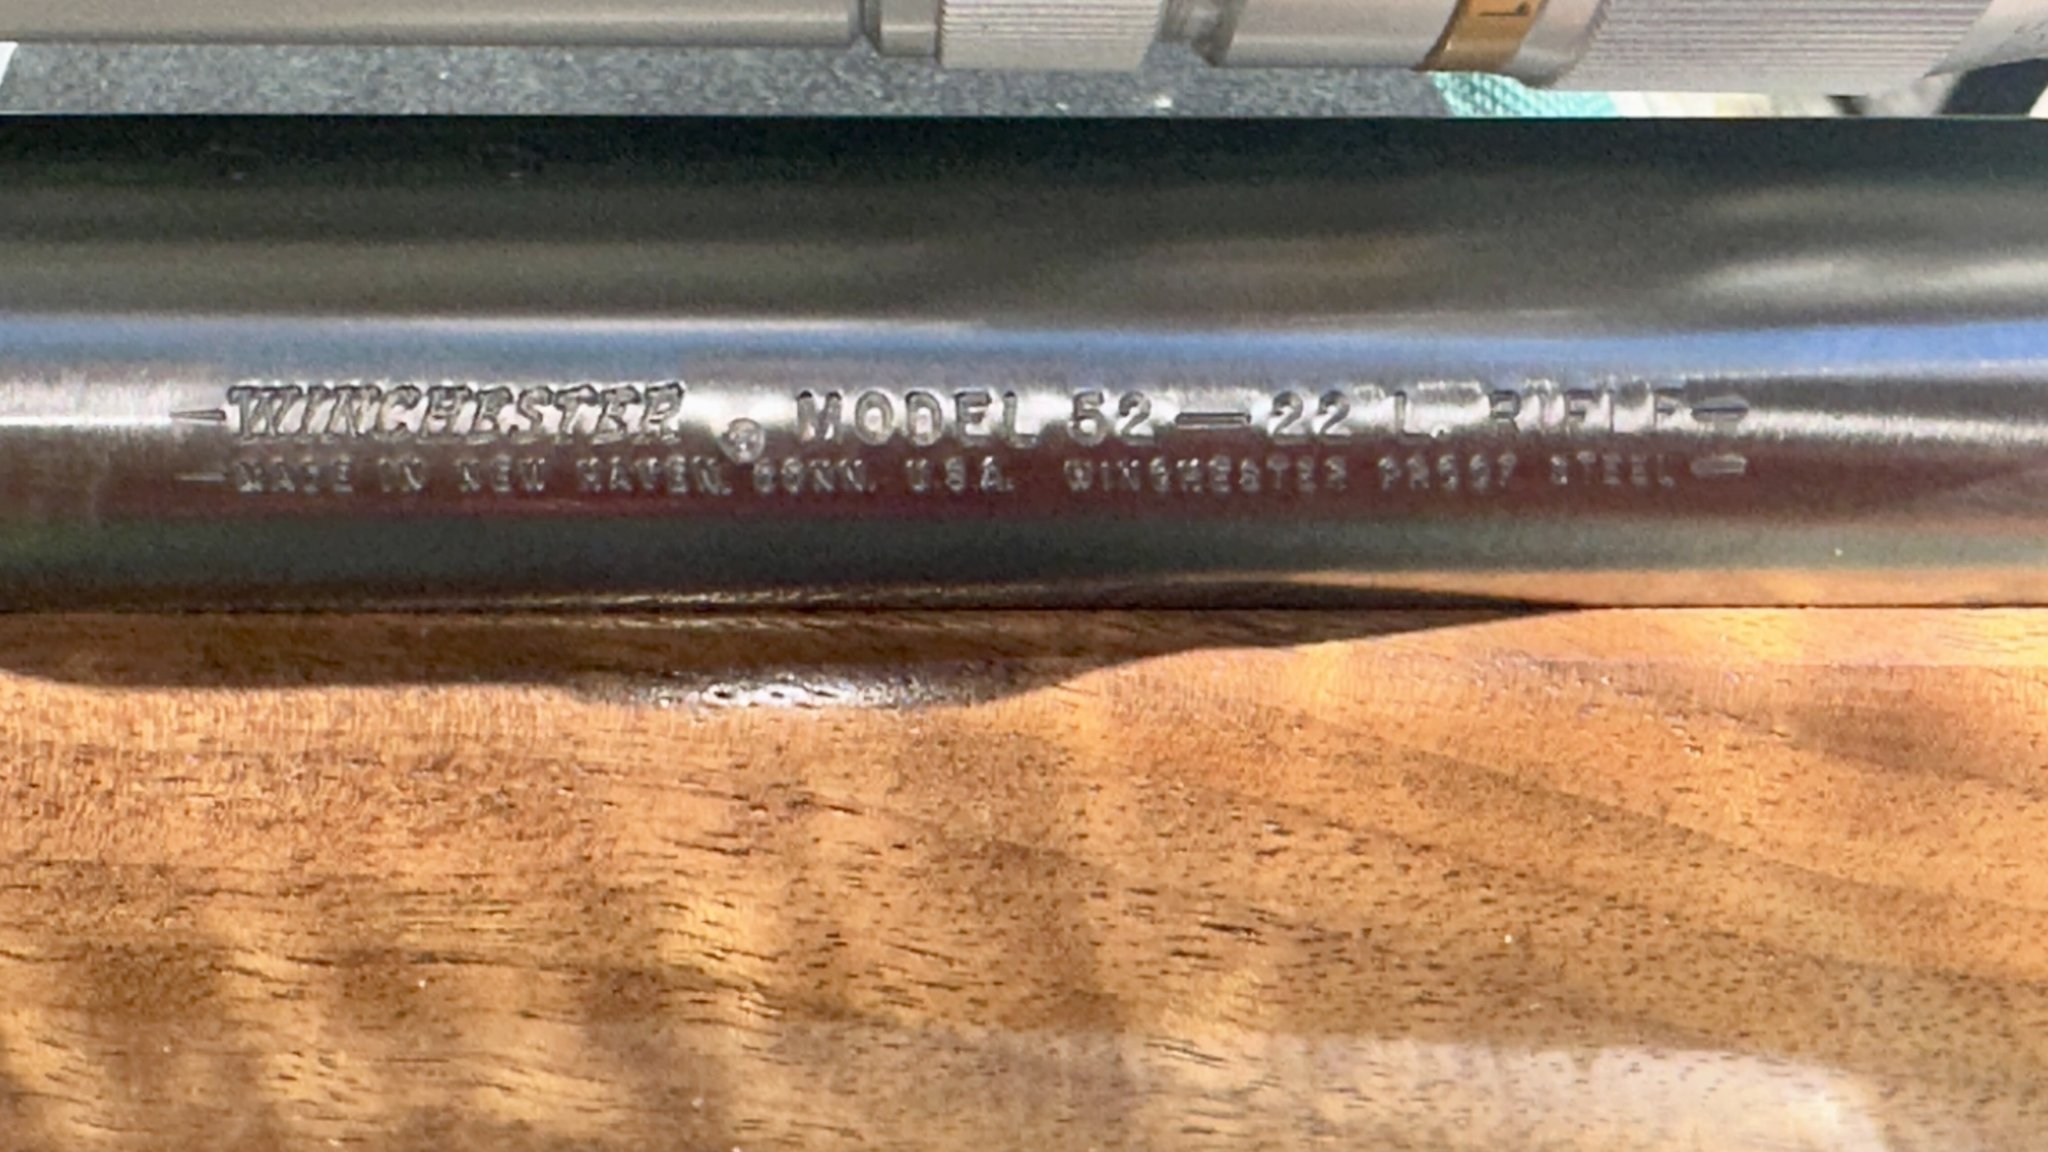 -WINCHESTER ® MODEL 52—22 L. RIFLE-
-MADE IN NEW HAVEN, CONN. U.S.A. WINCHESTER PROOF STEEL-